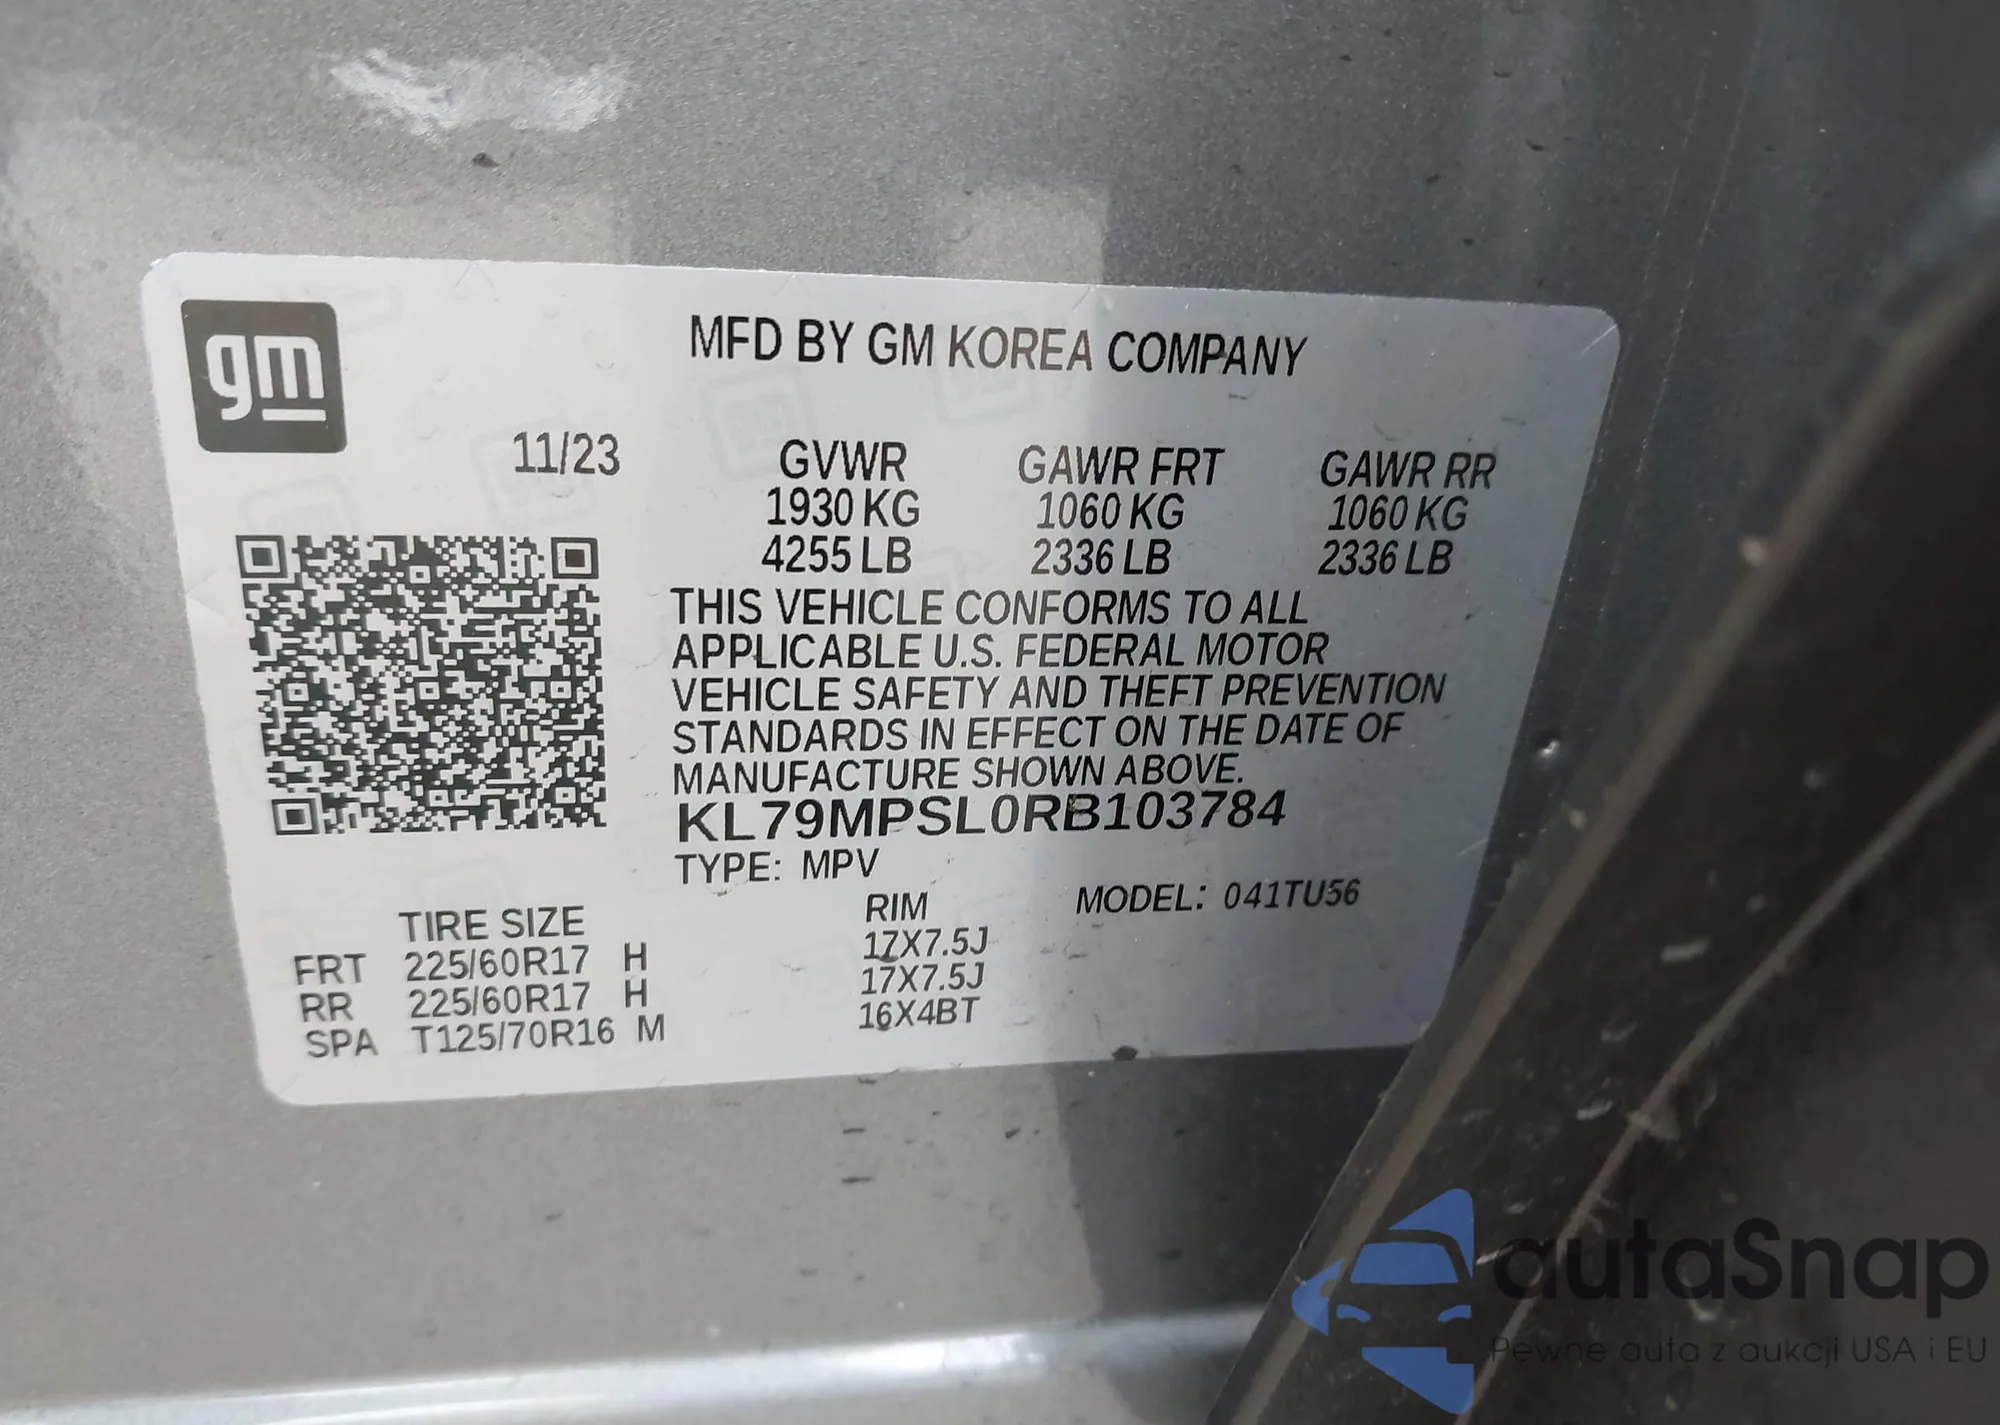 gm
MFD BY GM KOREA COMPANY
11/23 GVWR GAWR FRT GAWR RR
1930 KG 1060 KG 1060 KG
4255 LB 2336 LB 2336 LB
THIS VEHICLE CONFORMS TO ALL
APPLICABLE U.S. FEDERAL MOTOR
VEHICLE SAFETY AND THEFT PREVENTION
STANDARDS IN EFFECT ON THE DATE OF
MANUFACTURE SHOWN ABOVE.
KL79MPSL0RB103784
TYPE: MPV
TIRE SIZE RIM MODEL: 041TU56
FRT 225/60R17 H 17X7.5J
RR 225/60R17 H 17X7.5J
SPA T125/70R16 M 16X4BT
autaSnap
Pewne auta z aukcji USA i EU